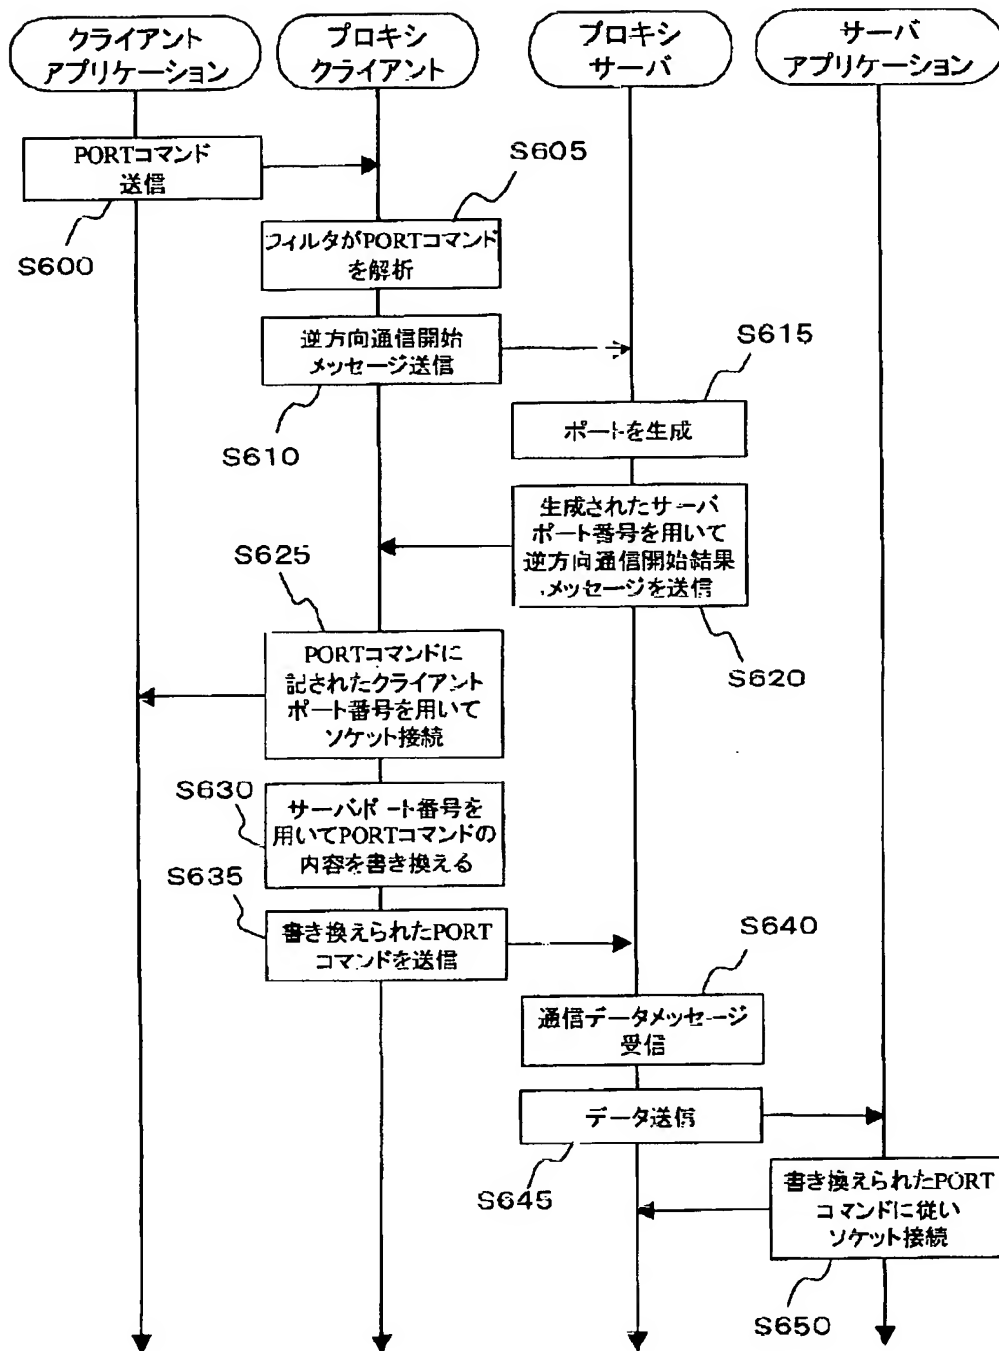 クライアント
アプリケーション
プロキシ
クライアント
プロキシ
サーバ
サーバ
アプリケーション
PORTコマンド
送信
S600
S605
フィルタがPORTコマンド
を解析
逆方向通信開始
メッセージ送信
S610
S615
ポートを生成
生成されたサーバ
ポート番号を用いて
逆方向通信開始結果
メッセージを送信
S620
S625
PORTコマンドに
記されたクライアント
ポート番号を用いて
ソケット接続
S630
サーバポート番号を
用いてPORTコマンドの
内容を書き換える
S635
書き換えられたPORT
コマンドを送信
S640
通信データメッセージ
受信
データ送信
S645
書き換えられたPORT
コマンドに従い
ソケット接続
S650